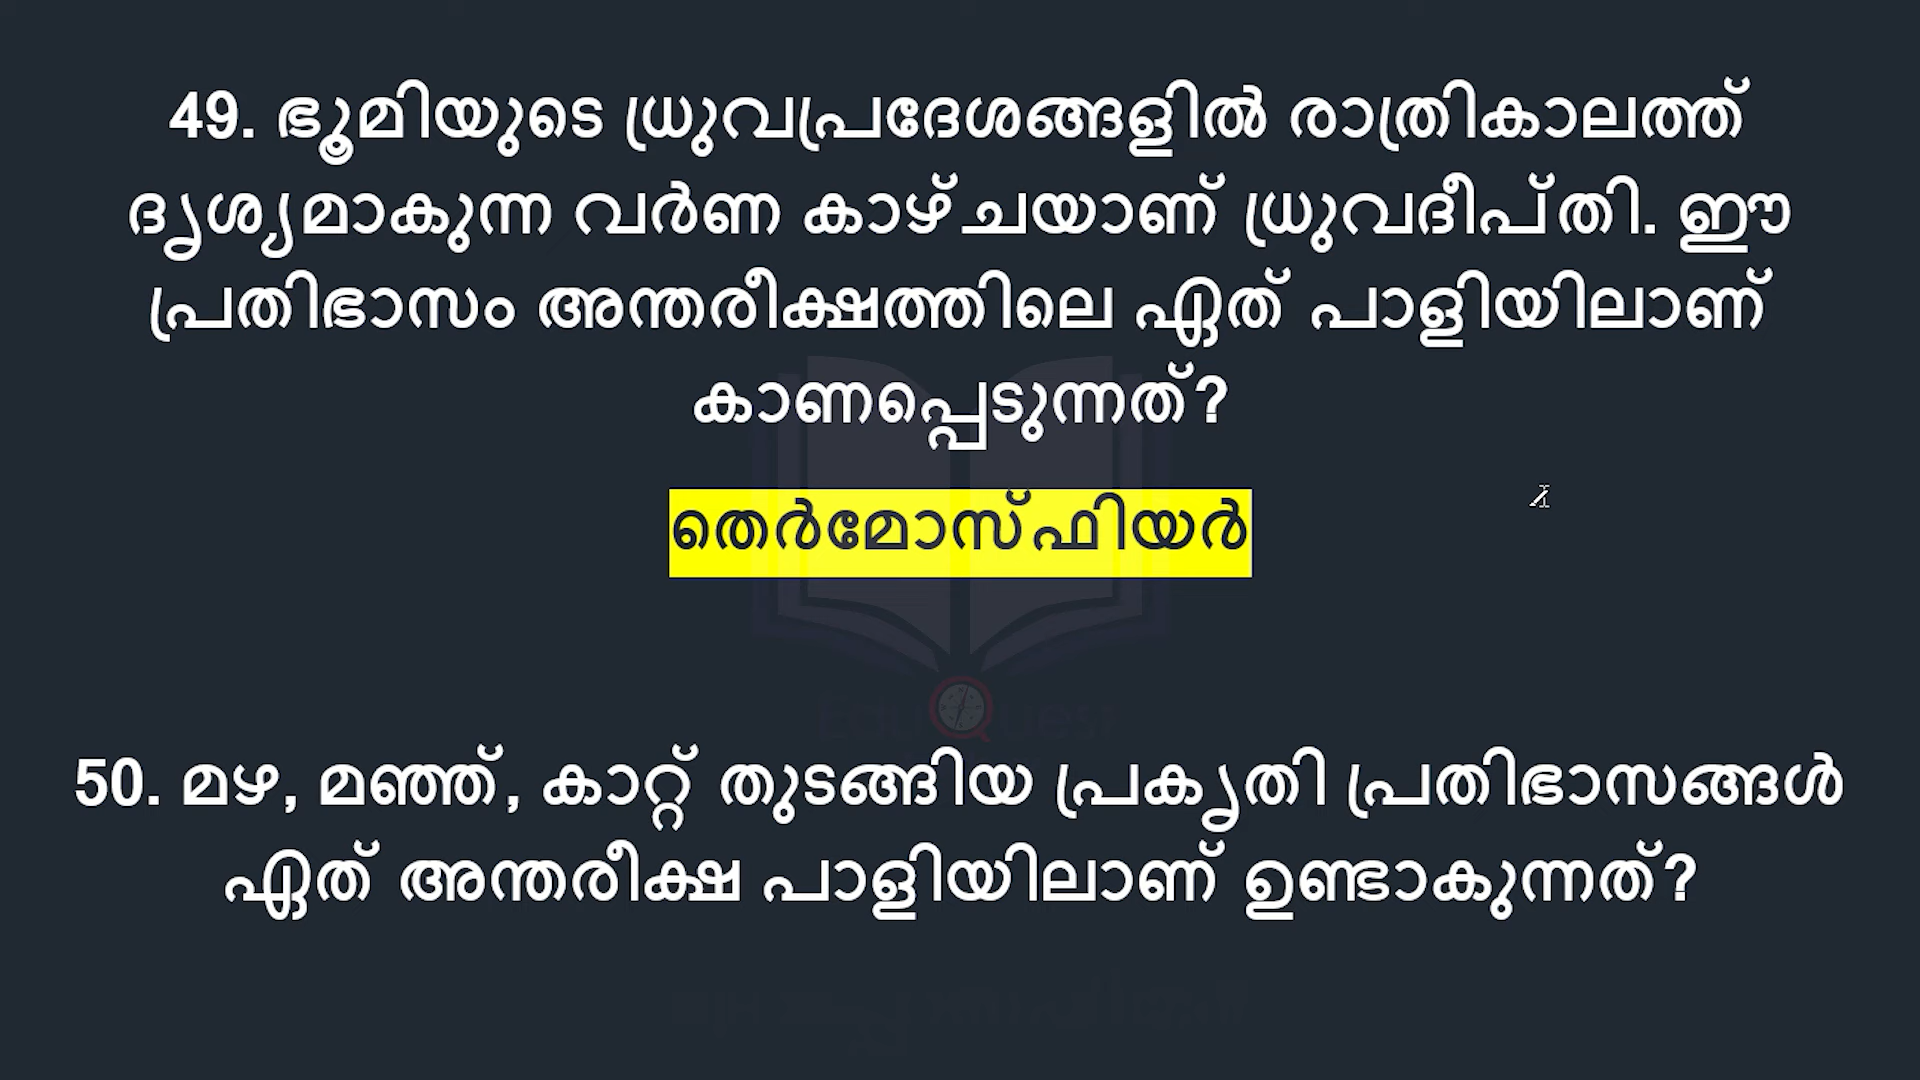 49. ഭൂമിയുടെ ധ്രുവപ്രദേശങ്ങളിൽ രാത്രികാലത്ത്
ദൃശ്യമാകുന്ന വർണ കാഴ്ചയാണ് ധ്രുവദീപ്തി. ഈ
പ്രതിഭാസം അന്തരീക്ഷത്തിലെ ഏത് പാളിയിലാണ്
കാണപ്പെടുന്നത്?
തെർമോസ്ഫിയർ
EduQuest
50. മഴ, മഞ്ഞ്, കാറ്റ് തുടങ്ങിയ പ്രകൃതി പ്രതിഭാസങ്ങൾ
ഏത് അന്തരീക്ഷ പാളിയിലാണ് ഉണ്ടാകുന്നത്?